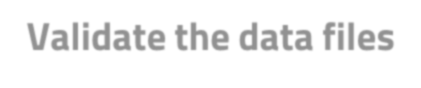 Validate the data files